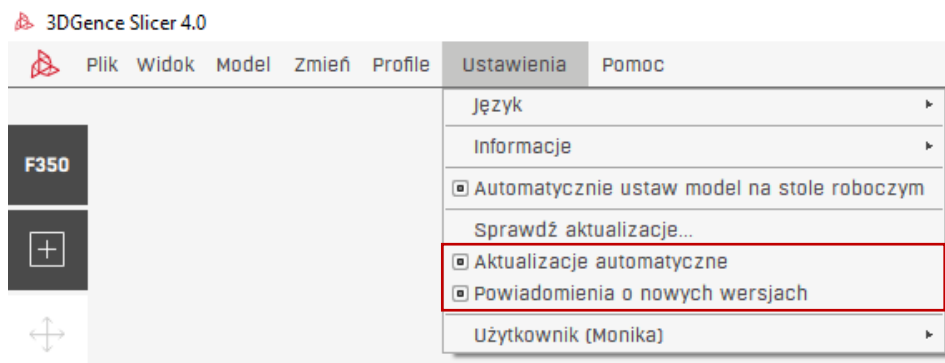 3DGence Slicer 4.0
Plik Widok Model Zmień Profile Ustawienia Pomoc
Język
Informacje
F350
Automatycznie ustaw model na stole roboczym
Sprawdź aktualizacje...
Aktualizacje automatyczne
Powiadomienia o nowych wersjach
Użytkownik (Monika)